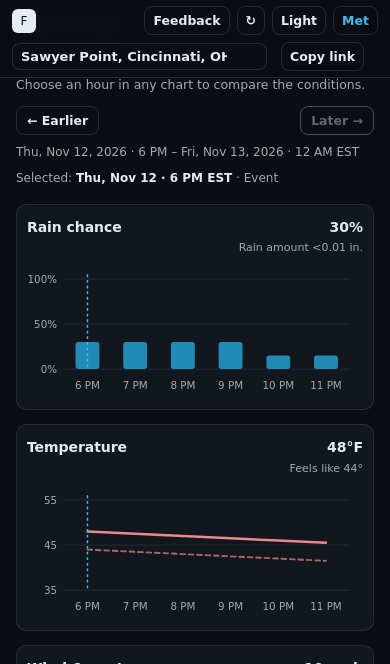 F
Feedback ↻ Light Met
Sawyer Point, Cincinnati, OH Copy link
Choose an hour in any chart to compare the conditions.
← Earlier Later →
Thu, Nov 12, 2026 · 6 PM – Fri, Nov 13, 2026 · 12 AM EST
Selected: Thu, Nov 12 · 6 PM EST · Event
Rain chance 30%
Rain amount <0.01 in.
100%
50%
0%
6 PM 7 PM 8 PM 9 PM 10 PM 11 PM
Temperature 48°F
Feels like 44°
55
45
35
6 PM 7 PM 8 PM 9 PM 10 PM 11 PM